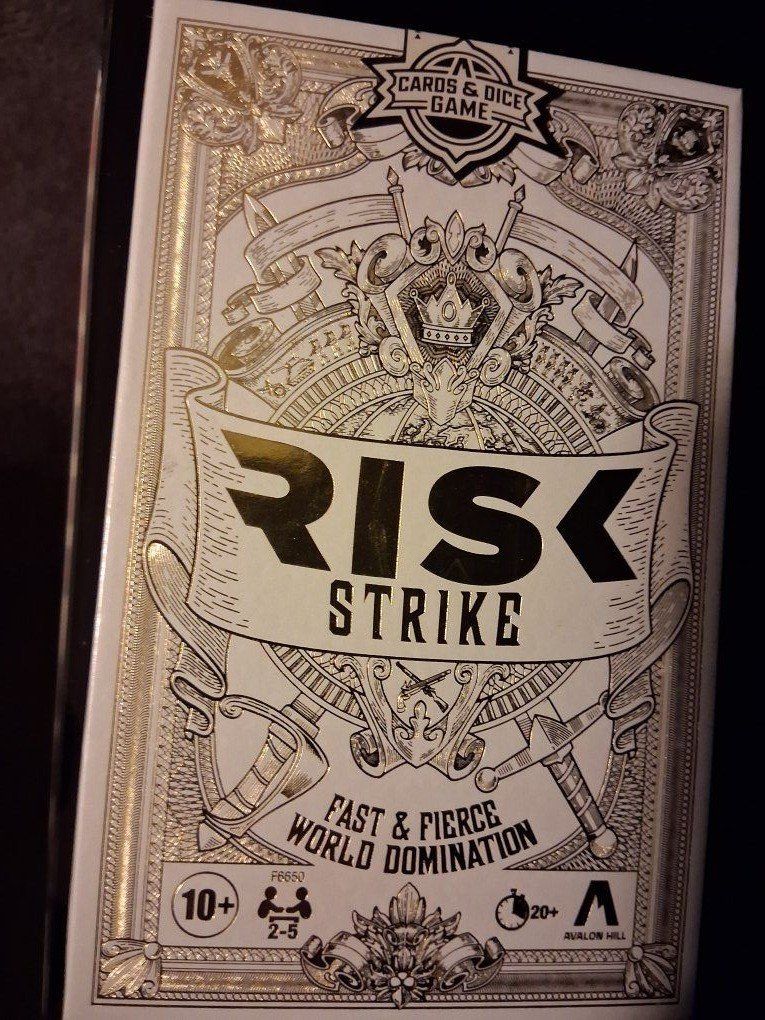 CARDS & DICE
GAME
RISK
STRIKE
FAST & FIERCE
WORLD DOMINATION
10+
F6650
2-5
20+
AVALON HILL